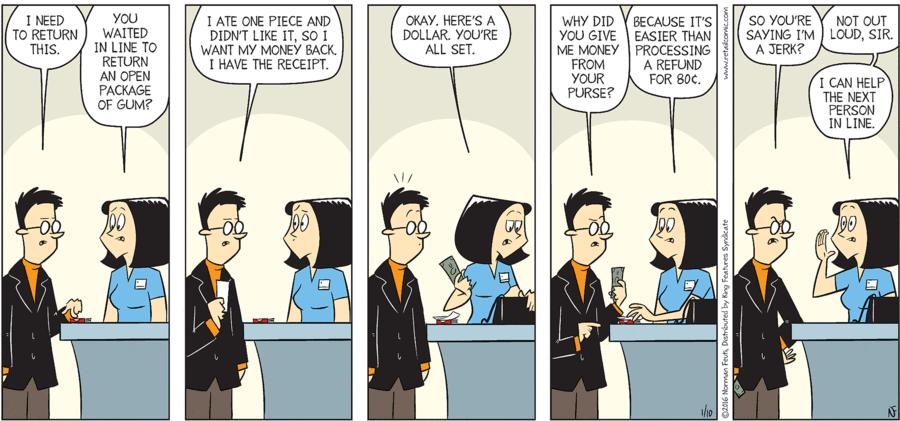 I NEED
TO RETURN
THIS.
YOU
WAITED
IN LINE TO
RETURN
AN OPEN
PACKAGE
OF GUM?
I ATE ONE PIECE AND
DIDN'T LIKE IT, SO I
WANT MY MONEY BACK.
I HAVE THE RECEIPT.
OKAY. HERE'S A
DOLLAR. YOU'RE
ALL SET.
WHY DID
YOU GIVE
ME MONEY
FROM
YOUR
PURSE?
BECAUSE IT'S
EASIER THAN
PROCESSING
A REFUND
FOR 80¢.
1/10
www.retailcomic.com
©2016 Norman Feuti, Distributed by King Features Syndicate
SO YOU'RE
SAYING I'M
A JERK?
NOT OUT
LOUD, SIR.
I CAN HELP
THE NEXT
PERSON
IN LINE.
NF